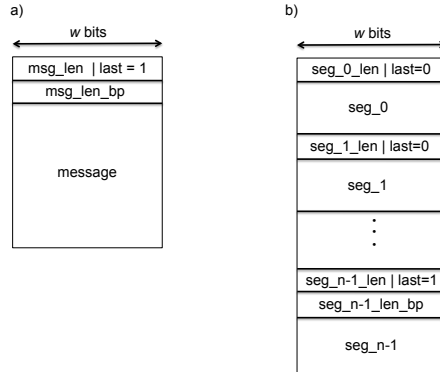 a)
w bits
msg_len | last = 1
msg_len_bp
message
b)
w bits
seg_0_len | last=0
seg_0
seg_1_len | last=0
seg_1
seg_n-1_len | last=1
seg_n-1_len_bp
seg_n-1